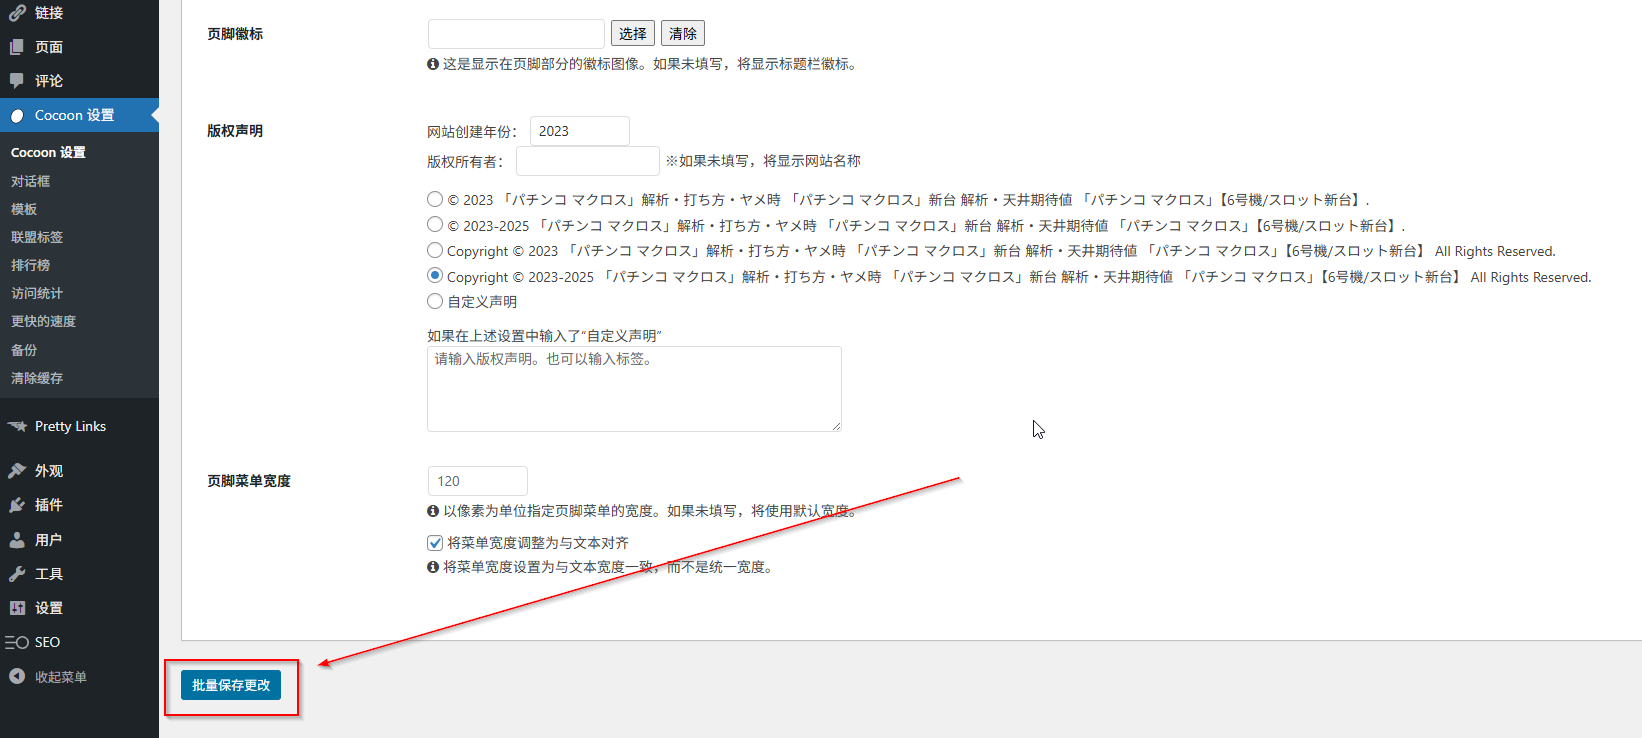 链接
页面
评论
Cocoon 设置
Cocoon 设置
对话框
模板
联盟标签
排行榜
访问统计
更快的速度
备份
清除缓存
Pretty Links
外观
插件
用户
工具
设置
SEO
收起菜单
页脚徽标
选择 清除
这是显示在页脚部分的徽标图像。如果未填写，将显示标题栏徽标。
版权声明
网站创建年份： 2023
版权所有者： ※如果未填写，将显示网站名称
© 2023 「パチンコ マクロス」解析・打ち方・ヤメ時 「パチンコ マクロス」新台 解析・天井期待値 「パチンコ マクロス」【6号機/スロット新台】.
© 2023-2025 「パチンコ マクロス」解析・打ち方・ヤメ時 「パチンコ マクロス」新台 解析・天井期待値 「パチンコ マクロス」【6号機/スロット新台】.
Copyright © 2023 「パチンコ マクロス」解析・打ち方・ヤメ時 「パチンコ マクロス」新台 解析・天井期待値 「パチンコ マクロス」【6号機/スロット新台】 All Rights Reserved.
Copyright © 2023-2025 「パチンコ マクロス」解析・打ち方・ヤメ時 「パチンコ マクロス」新台 解析・天井期待値 「パチンコ マクロス」【6号機/スロット新台】 All Rights Reserved.
自定义声明
如果在上述设置中输入了“自定义声明”
请输入版权声明。也可以输入标签。
页脚菜单宽度
120
以像素为单位指定页脚菜单的宽度。如果未填写，将使用默认宽度。
将菜单宽度调整为与文本对齐
将菜单宽度设置为与文本宽度一致，而不是统一宽度。
批量保存更改